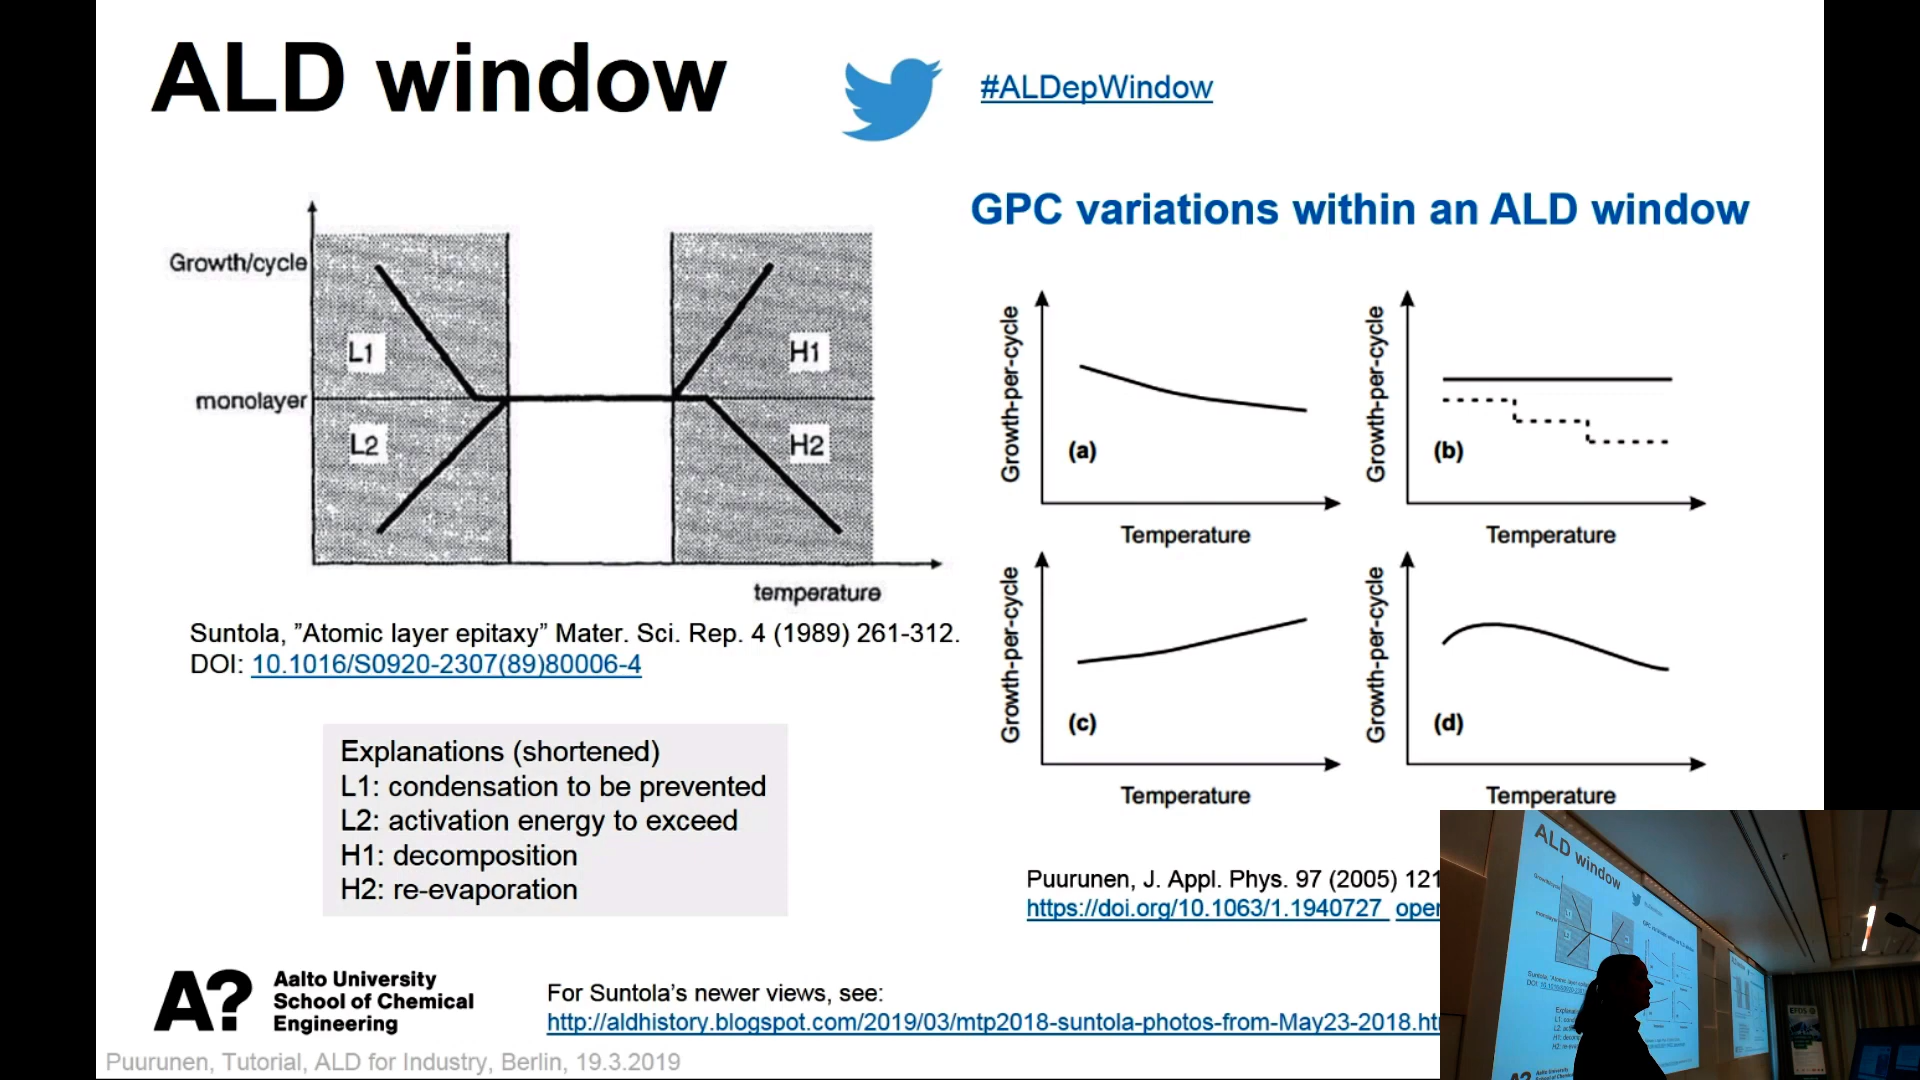 ALD window
#ALDepWindow
GPC variations within an ALD window
Growth/cycle
monolayer
L1
L2
H1
H2
temperature
Suntola, ”Atomic layer epitaxy” Mater. Sci. Rep. 4 (1989) 261-312.
DOI: 10.1016/S0920-2307(89)80006-4
Explanations (shortened)
L1: condensation to be prevented
L2: activation energy to exceed
H1: decomposition
H2: re-evaporation
Growth-per-cycle
(a)
Temperature
Growth-per-cycle
(b)
Temperature
Growth-per-cycle
(c)
Temperature
Growth-per-cycle
(d)
Temperature
Puurunen, J. Appl. Phys. 97 (2005) 121
https://doi.org/10.1063/1.1940727 oper
A?
Aalto University
School of Chemical
Engineering
For Suntola’s newer views, see:
http://aldhistory.blogspot.com/2019/03/mtp2018-suntola-photos-from-May23-2018.ht
Puurunen, Tutorial, ALD for Industry, Berlin, 19.3.2019
ALD window